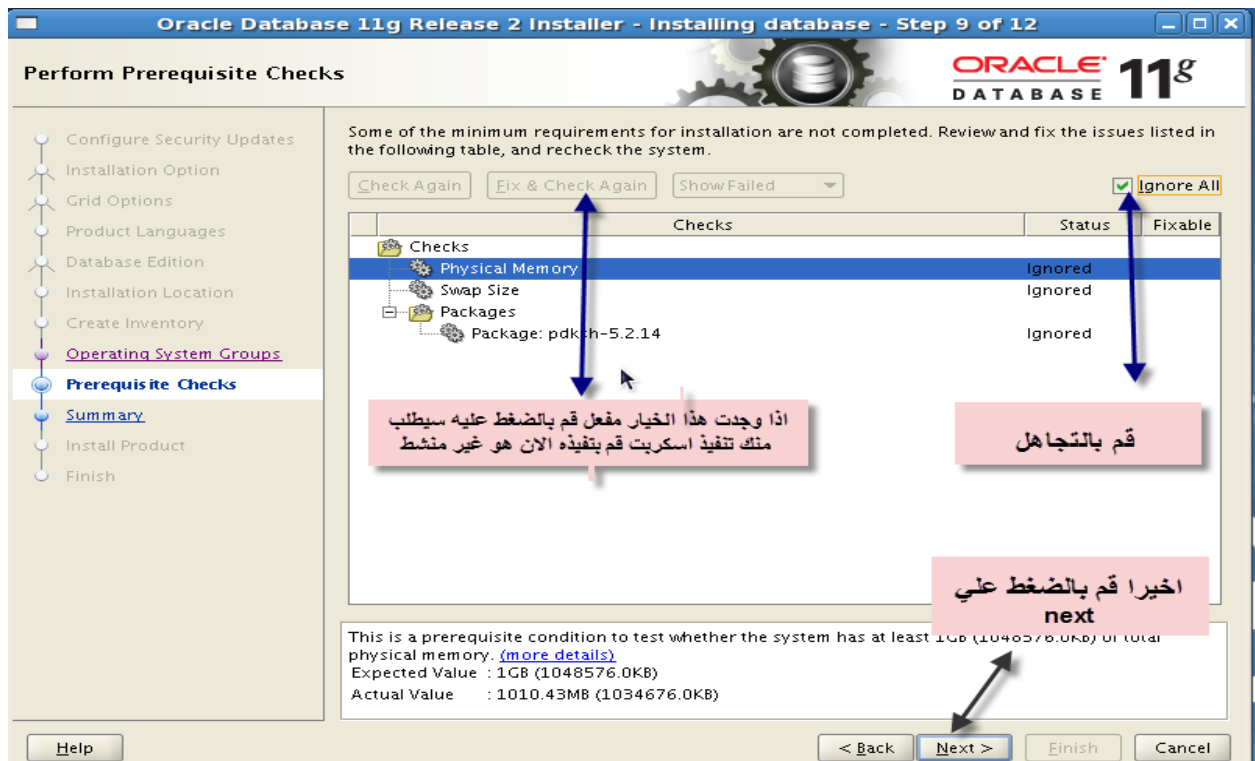 Oracle Database 11g Release 2 Installer - Installing database - Step 9 of 12
Perform Prerequisite Checks
ORACLE
DATABASE
11g
Configure Security Updates
Installation Option
Grid Options
Product Languages
Database Edition
Installation Location
Create Inventory
Operating System Groups
Prerequisite Checks
Summary
Install Product
Finish
Some of the minimum requirements for installation are not completed. Review and fix the issues listed in
the following table, and recheck the system.
Check Again
Fix & Check Again
Show Failed
Ignore All
Checks Status Fixable
Checks
Physical Memory Ignored
Swap Size Ignored
Packages
Package: pdksh-5.2.14 Ignored
اذا وجدت هذا الخيار مفعل قم بالضغط عليه سيطلب
منك تنفيذ اسكربت قم بتفيذه الان هو غير منشط
قم بالتجاهل
اخيرا قم بالضغط علي
next
This is a prerequisite condition to test whether the system has at least 1GB (1048576.0KB) of total
physical memory. (more details)
Expected Value : 1GB (1048576.0KB)
Actual Value : 1010.43MB (1034676.0KB)
Help
< Back
Next >
Finish
Cancel